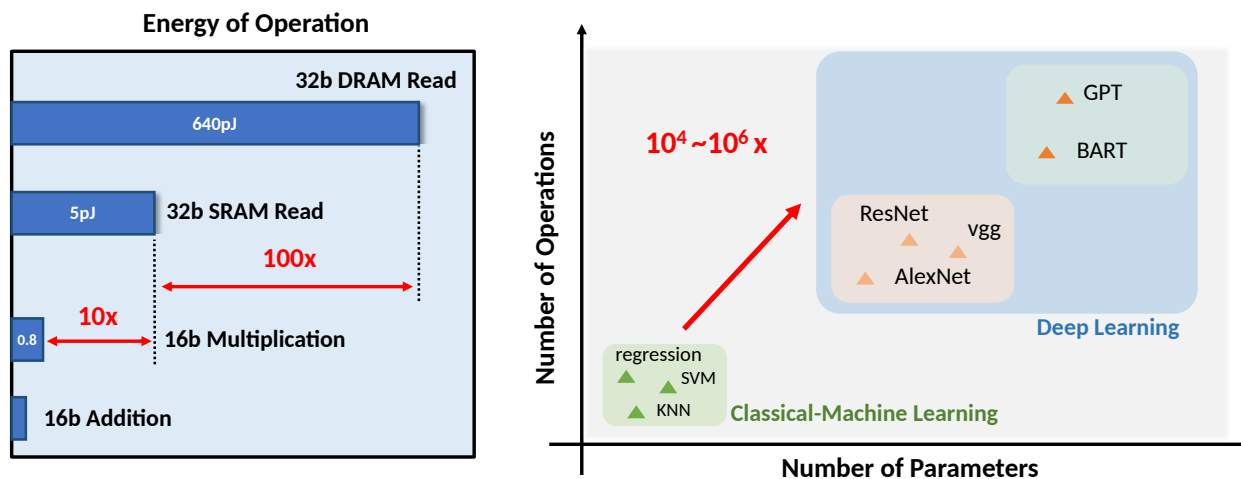 Energy of Operation
32b DRAM Read
640pJ
5pJ
32b SRAM Read
100x
10x
0.8
16b Multiplication
16b Addition
Number of Operations
10⁴ ~10⁶ x
GPT
BART
ResNet
vgg
AlexNet
Deep Learning
regression
SVM
KNN
Classical-Machine Learning
Number of Parameters